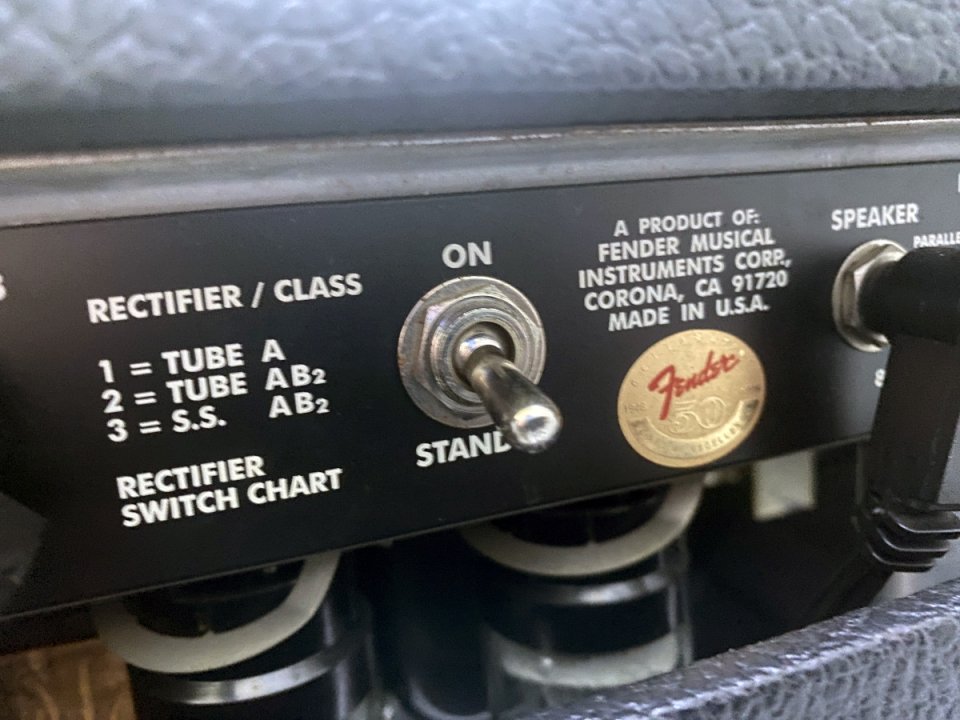 RECTIFIER / CLASS
1 = TUBE A
2 = TUBE AB2
3 = S.S. AB2
RECTIFIER
SWITCH CHART
ON
STAND
A PRODUCT OF:
FENDER MUSICAL
INSTRUMENTS CORP.,
CORONA, CA 91720
MADE IN U.S.A.
Fender
50
1946
SPEAKER